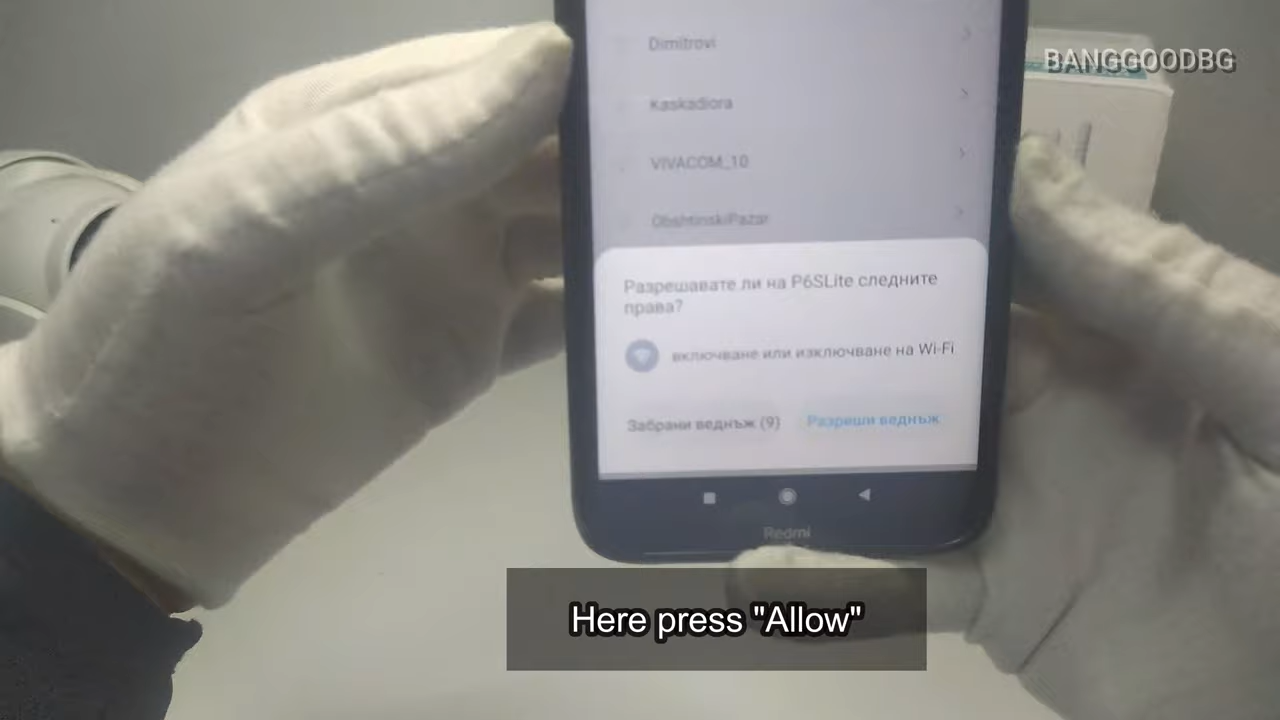 Dimitrovi
BANGGOODBG
Kaskadiora
VIVACOM_10
ObshtinskiPazar
Разрешавате ли на P6SLite следните
права?
включване или изключване на Wi-Fi
Забрани веднъж (9)
Разреши веднъж
Redmi
Here press "Allow"